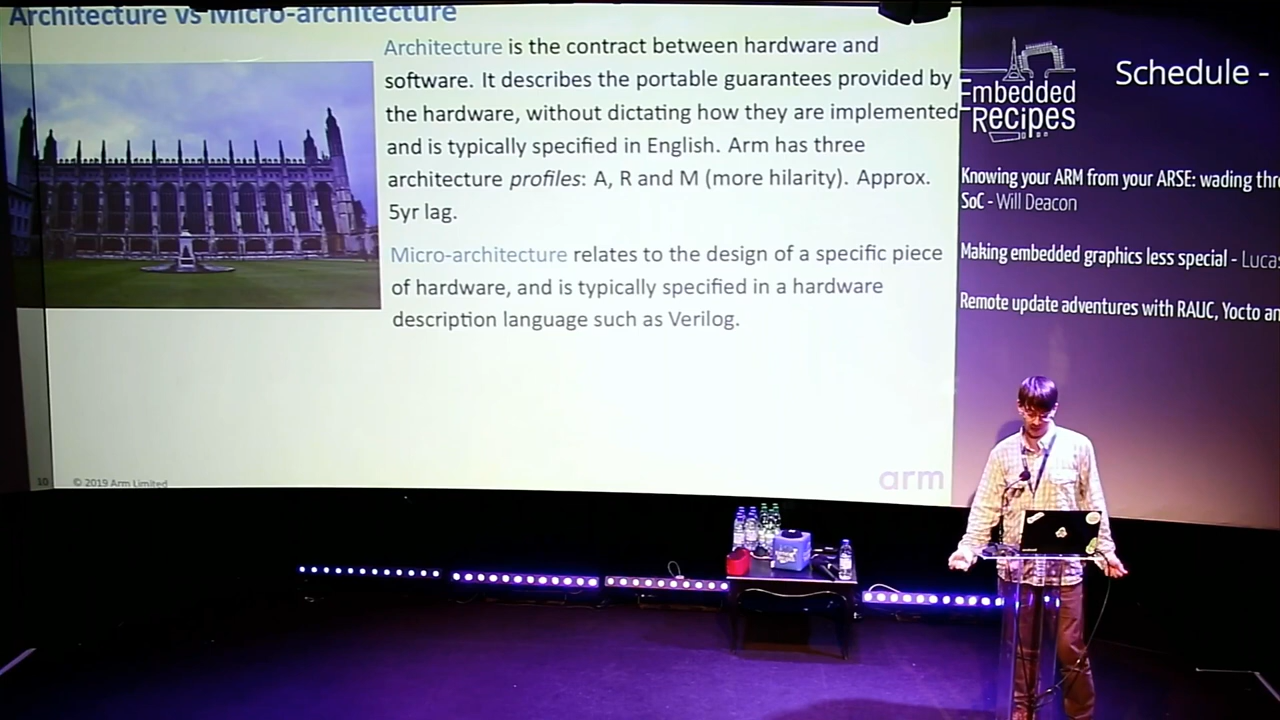 Architecture vs Micro-architecture
Architecture is the contract between hardware and
software. It describes the portable guarantees provided by
the hardware, without dictating how they are implemented
and is typically specified in English. Arm has three
architecture profiles: A, R and M (more hilarity). Approx.
5yr lag.
Micro-architecture relates to the design of a specific piece
of hardware, and is typically specified in a hardware
description language such as Verilog.
10
© 2019 Arm Limited
arm
Embedded
Recipes
Schedule -
Knowing your ARM from your ARSE: wading thr
SoC - Will Deacon
Making embedded graphics less special - Lucas
Remote update adventures with RAUC, Yocto an